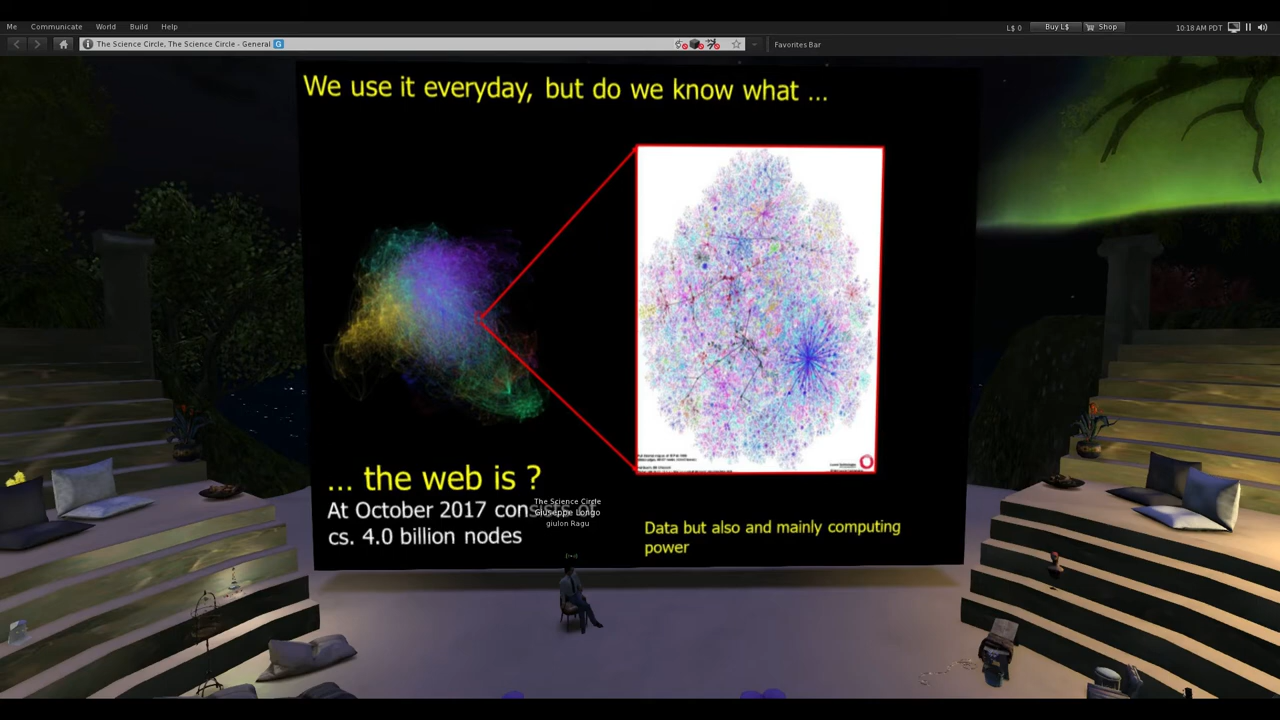 Me Communicate World Build Help
L$ 0 Buy L$ Shop 10:18 AM PDT
The Science Circle, The Science Circle - General G
Favorites Bar
We use it everyday, but do we know what ...
... the web is ?
At October 2017 consists of
cs. 4.0 billion nodes
The Science Circle
Giuseppe Longo
giulon Ragu
Data but also and mainly computing
power